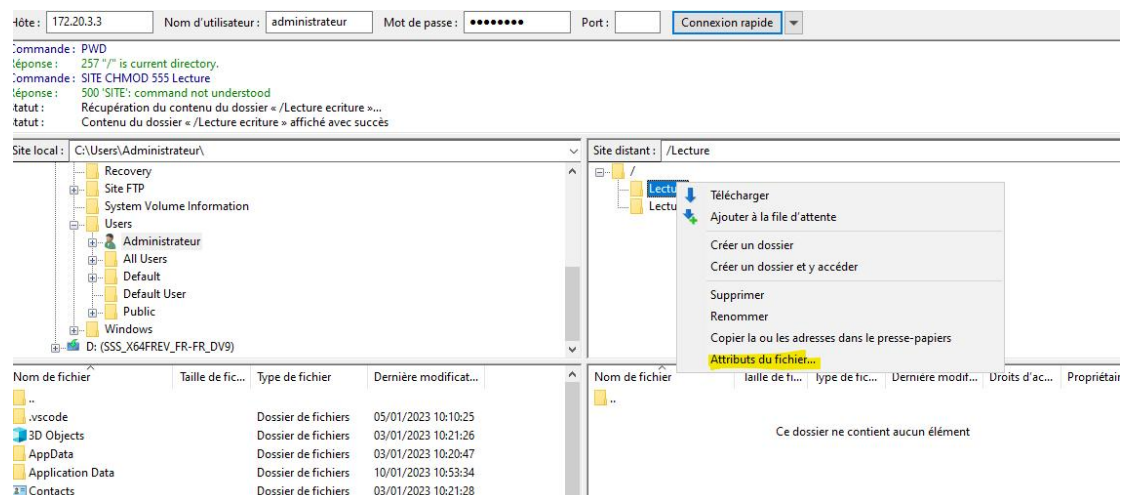 Hôte : 172.20.3.3 Nom d'utilisateur : administrateur Mot de passe : ●●●●●●●● Port : Connexion rapide
Commande : PWD
Réponse : 257 "/" is current directory.
Commande : SITE CHMOD 555 Lecture
Réponse : 500 'SITE': command not understood
Statut : Récupération du contenu du dossier « /Lecture ecriture »...
Statut : Contenu du dossier « /Lecture ecriture » affiché avec succès
Site local : C:\Users\Administrateur\
Recovery
Site FTP
System Volume Information
Users
Administrateur
All Users
Default
Default User
Public
Windows
D: (SSS_X64FREV_FR-FR_DV9)
Site distant : /Lecture
/
Lectu
Lectu
Télécharger
Ajouter à la file d'attente
Créer un dossier
Créer un dossier et y accéder
Supprimer
Renommer
Copier la ou les adresses dans le presse-papiers
Attributs du fichier...
Nom de fichier Taille de fic... Type de fichier Dernière modificat...
..
.vscode Dossier de fichiers 05/01/2023 10:10:25
3D Objects Dossier de fichiers 03/01/2023 10:21:26
AppData Dossier de fichiers 03/01/2023 10:20:47
Application Data Dossier de fichiers 10/01/2023 10:53:34
Contacts Dossier de fichiers 03/01/2023 10:21:28
Nom de fichier Taille de fi... Type de fic... Dernière modif... Droits d'ac... Propriétair
..
Ce dossier ne contient aucun élément